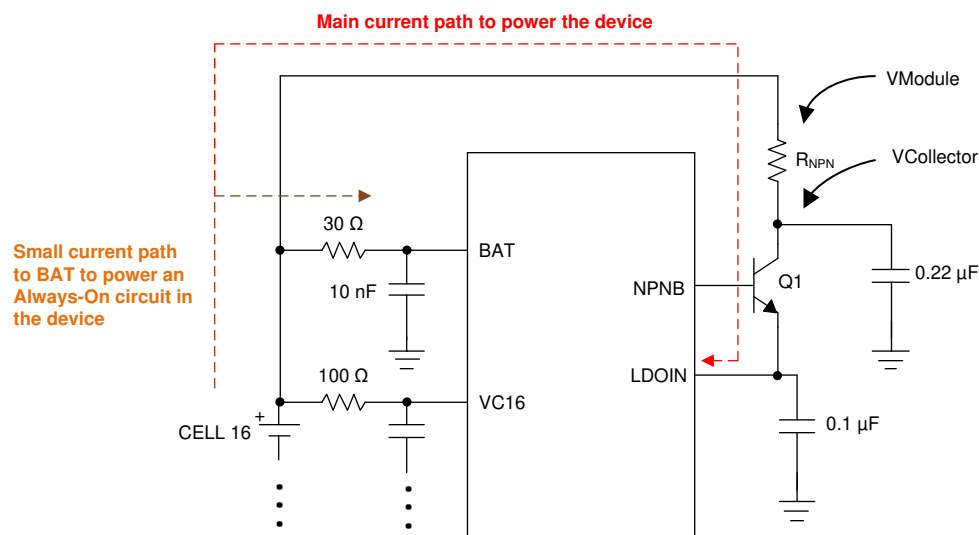 Main current path to power the device
VModule
R_NPN
VCollector
30 Ω
BAT
Small current path
to BAT to power an
Always-On circuit in
the device
10 nF
NPNB
Q1
0.22 µF
100 Ω
LDOIN
+
CELL 16
VC16
0.1 µF